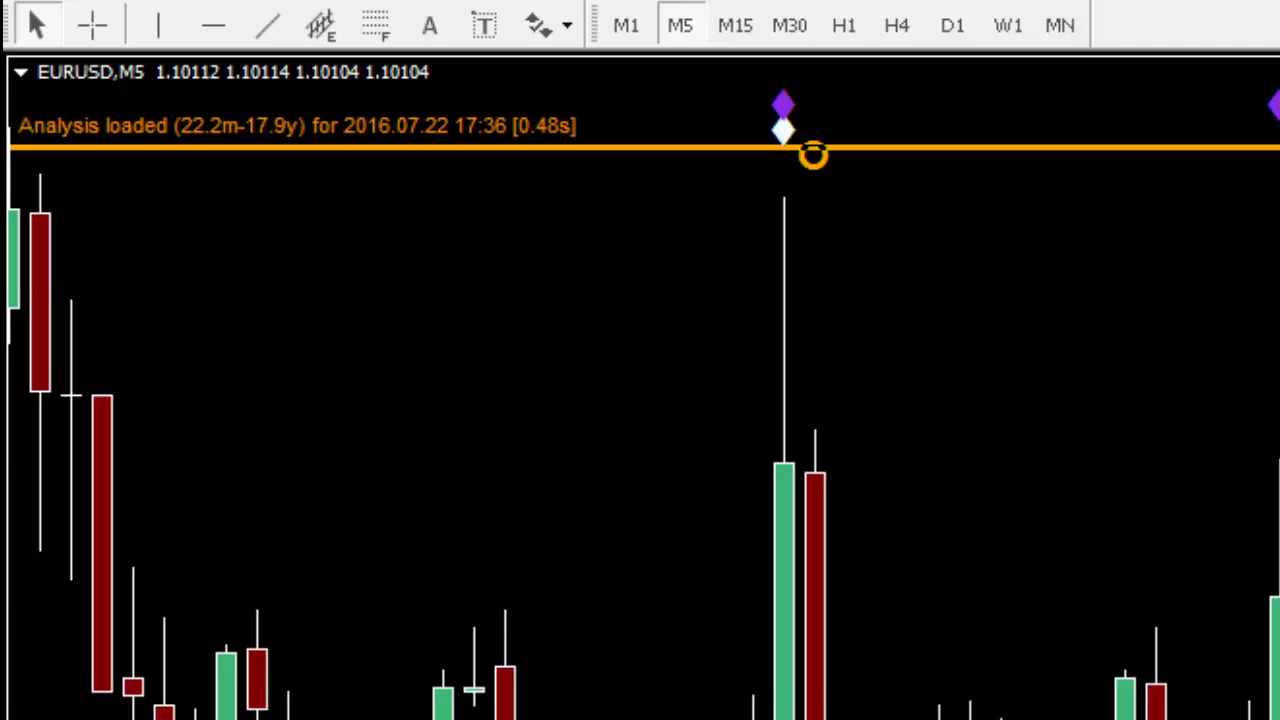 E F A T M1 M5 M15 M30 H1 H4 D1 W1 MN
EURUSD,M5 1.10112 1.10114 1.10104 1.10104
Analysis loaded (22.2m-17.9y) for 2016.07.22 17:36 [0.48s]